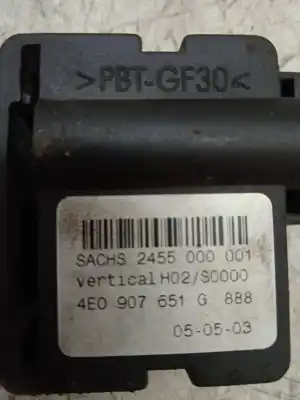 >PBT-GF30<
SACHS 2455 000 001
vertical H02/S0000
4E0 907 651 G 888
05-05-03